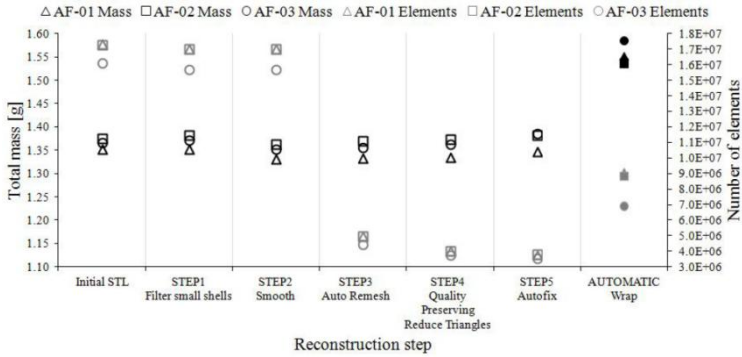 △ AF-01 Mass □ AF-02 Mass ○ AF-03 Mass △ AF-01 Elements □ AF-02 Elements ○ AF-03 Elements
Total mass [g]
1.60
1.55
1.50
1.45
1.40
1.35
1.30
1.25
1.20
1.15
1.10
1.8E+07
1.7E+07
1.6E+07
1.5E+07
1.4E+07
1.3E+07
1.2E+07
1.1E+07
1.0E+07
9.0E+06
8.0E+06
7.0E+06
6.0E+06
5.0E+06
4.0E+06
3.0E+06
Number of elements
Initial STL
STEP1
Filter small shells
STEP2
Smooth
STEP3
Auto Remesh
STEP4
Quality
Preserving
Reduce Triangles
STEP5
Autofix
AUTOMATIC
Wrap
Reconstruction step